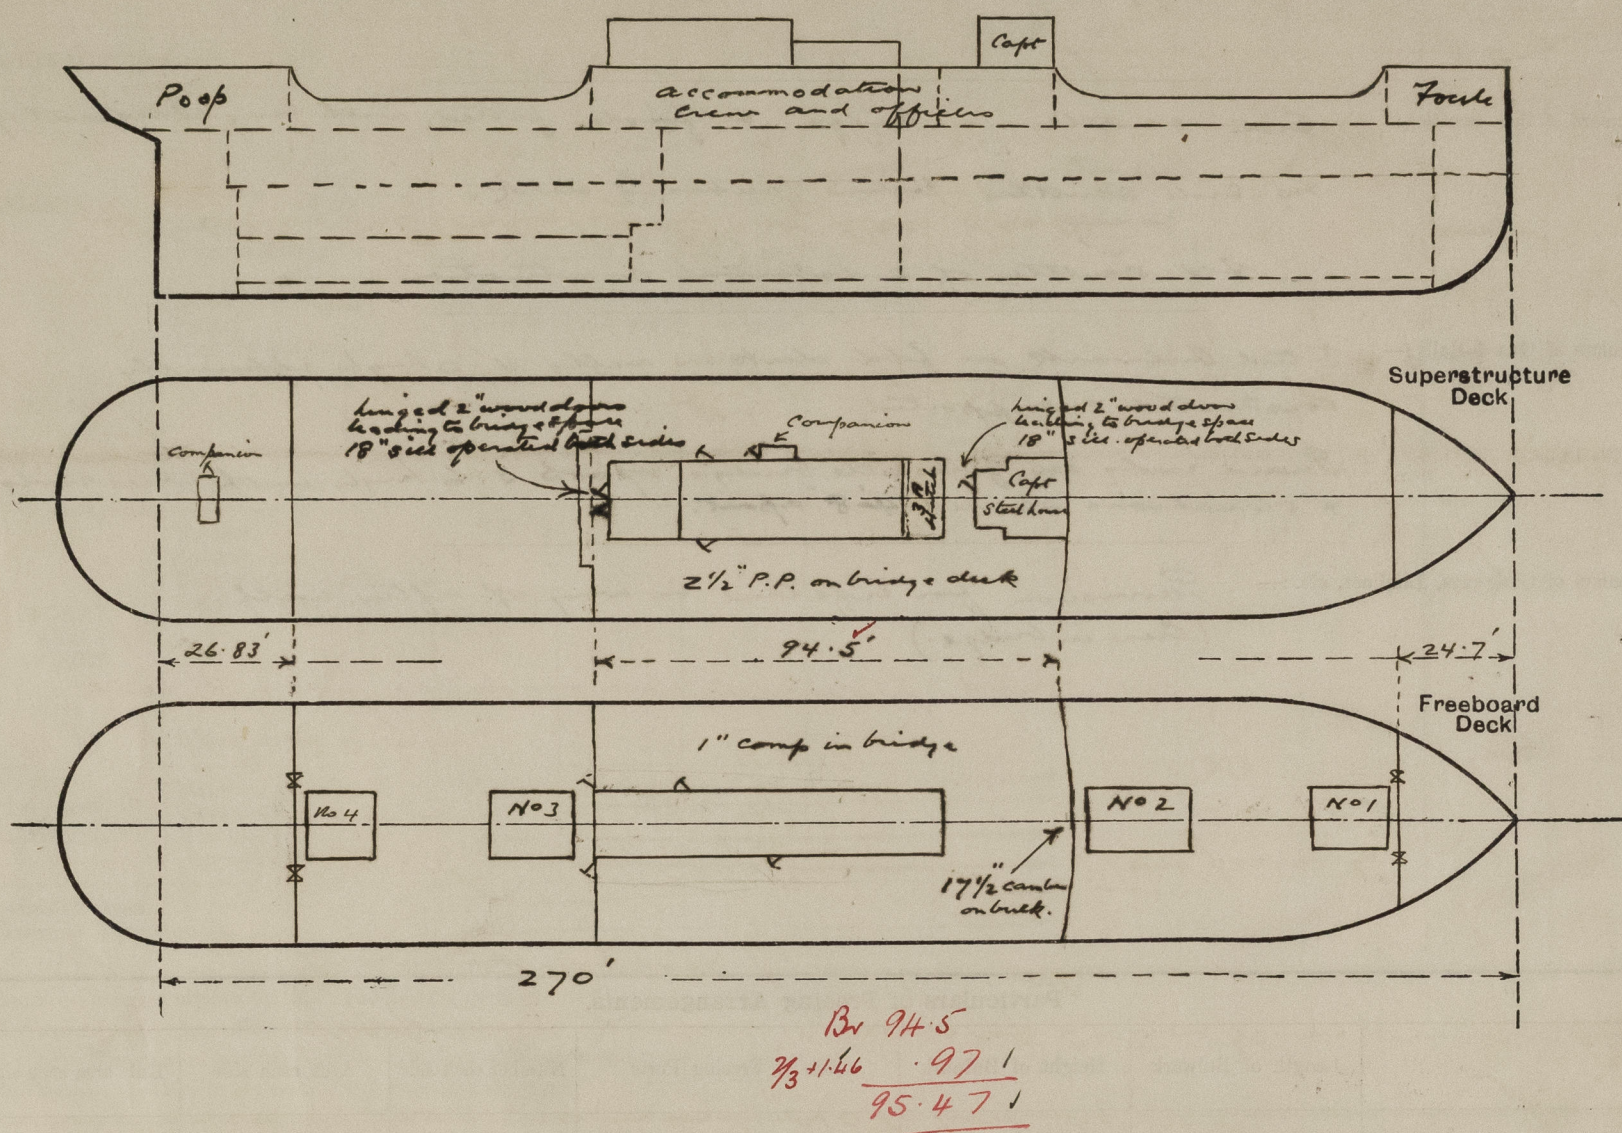 Capt
Poop
accommodation
crew and officers
Focsle
Superstructure
Deck
hinged 2" wood doors
leading to bridge space
18" sill operated both sides
companion
Companion
hinged 2" wood door
leading to bridge space
18" sill. operated both sides
Capt
Steel house
2½" P.P. on bridge deck
26.83'
94.5'
24.7'
Freeboard
Deck
1" comp in bridge
No 4
No 3
No 2
No 1
17½" camber
on bulk.
270'
Br 94.5
2/3 + 1.46 .97
95.47